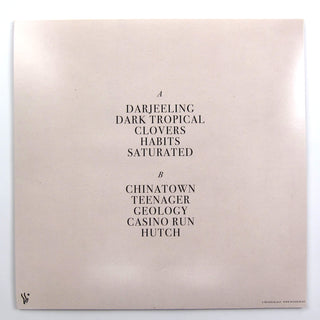 A
DARJEELING
DARK TROPICAL
CLOVERS
HABITS
SATURATED
B
CHINATOWN
TEENAGER
GEOLOGY
CASINO RUN
HUTCH